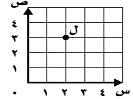 ص
٤
٣ ل
٢
١
٠ ١ ٢ ٣ ٤ س